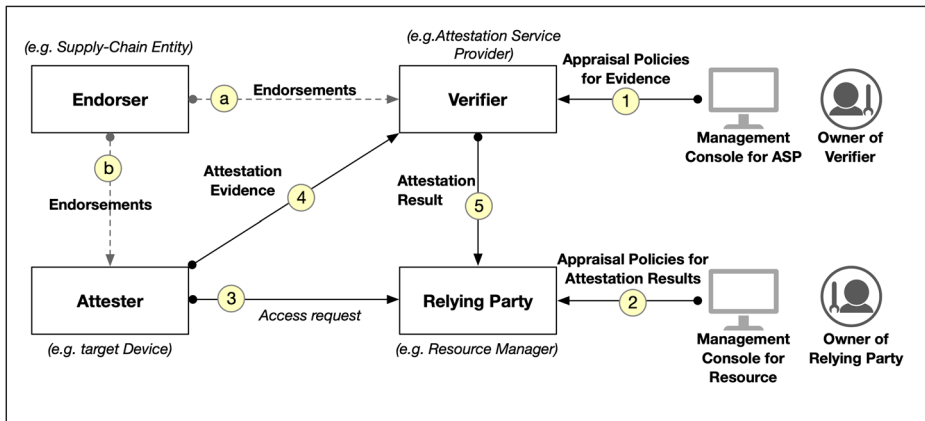 (e.g. Supply-Chain Entity)
(e.g.Attestation Service
Provider)
Appraisal Policies
for Evidence
Endorser
a
Endorsements
Verifier
1
Management
Console for ASP
Owner of
Verifier
b
Endorsements
Attestation
Evidence
4
Attestation
Result
5
Appraisal Policies for
Attestation Results
Attester
3
Access request
Relying Party
2
(e.g. target Device)
(e.g. Resource Manager)
Management
Console for
Resource
Owner of
Relying Party